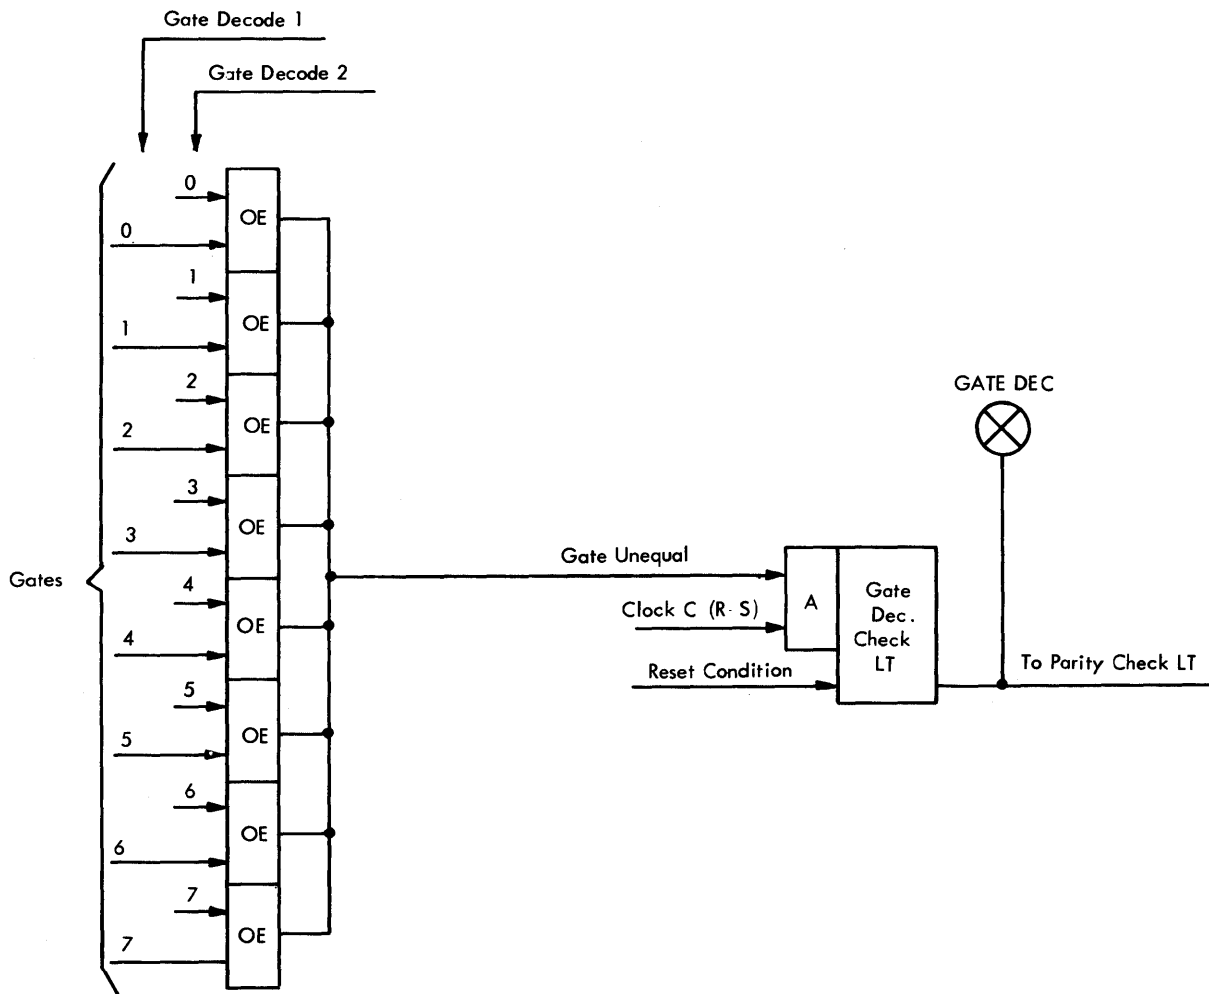 Gate Decode 1
Gate Decode 2
0
OE
0
1
OE
1
2
OE
2
3
OE
3
Gates
4
OE
4
5
OE
5
6
OE
6
7
OE
7
GATE DEC
Gate Unequal
Clock C (R- S)
Reset Condition
A
Gate
Dec.
Check
LT
To Parity Check LT